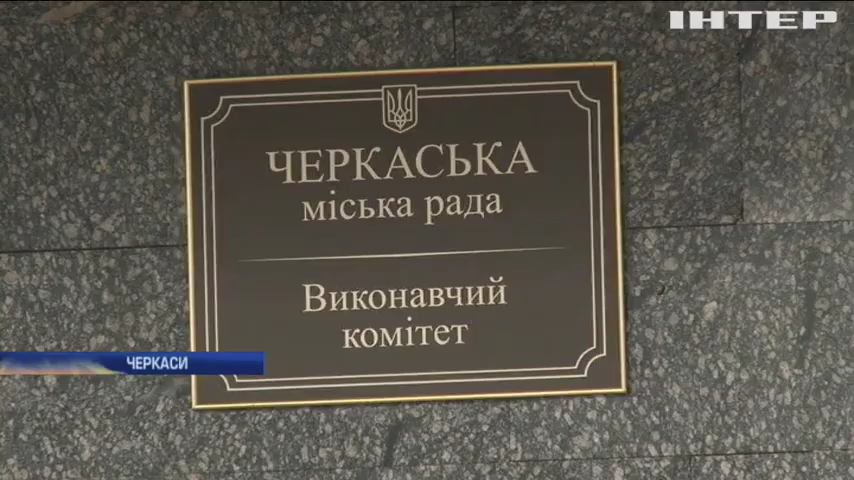 ІНТЕР
ЧЕРКАСЬКА
міська рада
Виконавчий
комітет
ЧЕРКАСИ